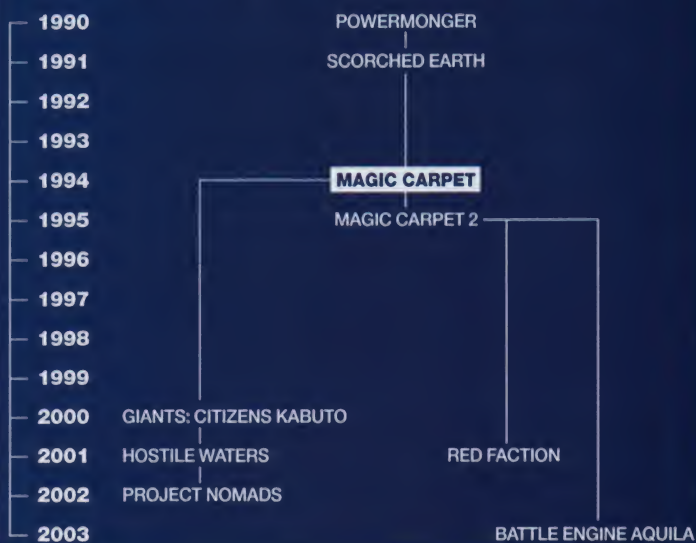 1990 POWERMONGER
1991 SCORCHED EARTH
1992
1993
1994 MAGIC CARPET
1995 MAGIC CARPET 2
1996
1997
1998
1999
2000 GIANTS: CITIZENS KABUTO
2001 HOSTILE WATERS RED FACTION
2002 PROJECT NOMADS
2003 BATTLE ENGINE AQUILA